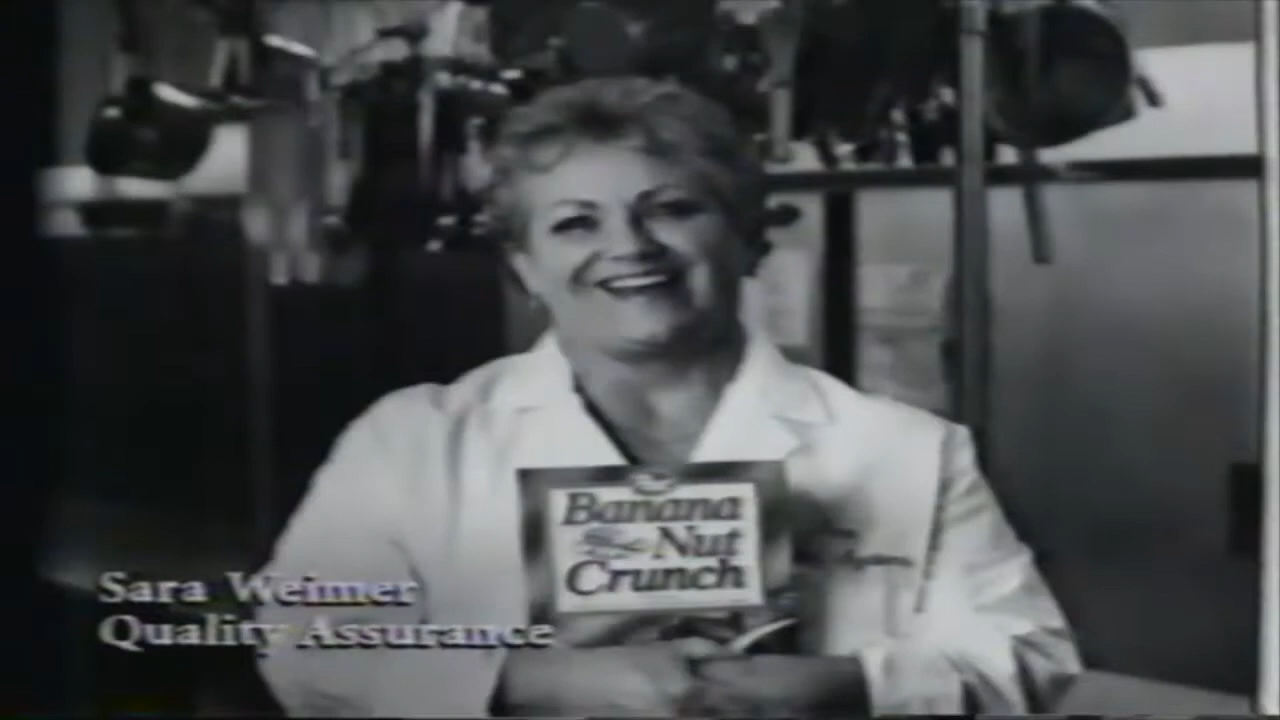 Banana
Nut
Crunch
Sara Weimer
Quality Assurance